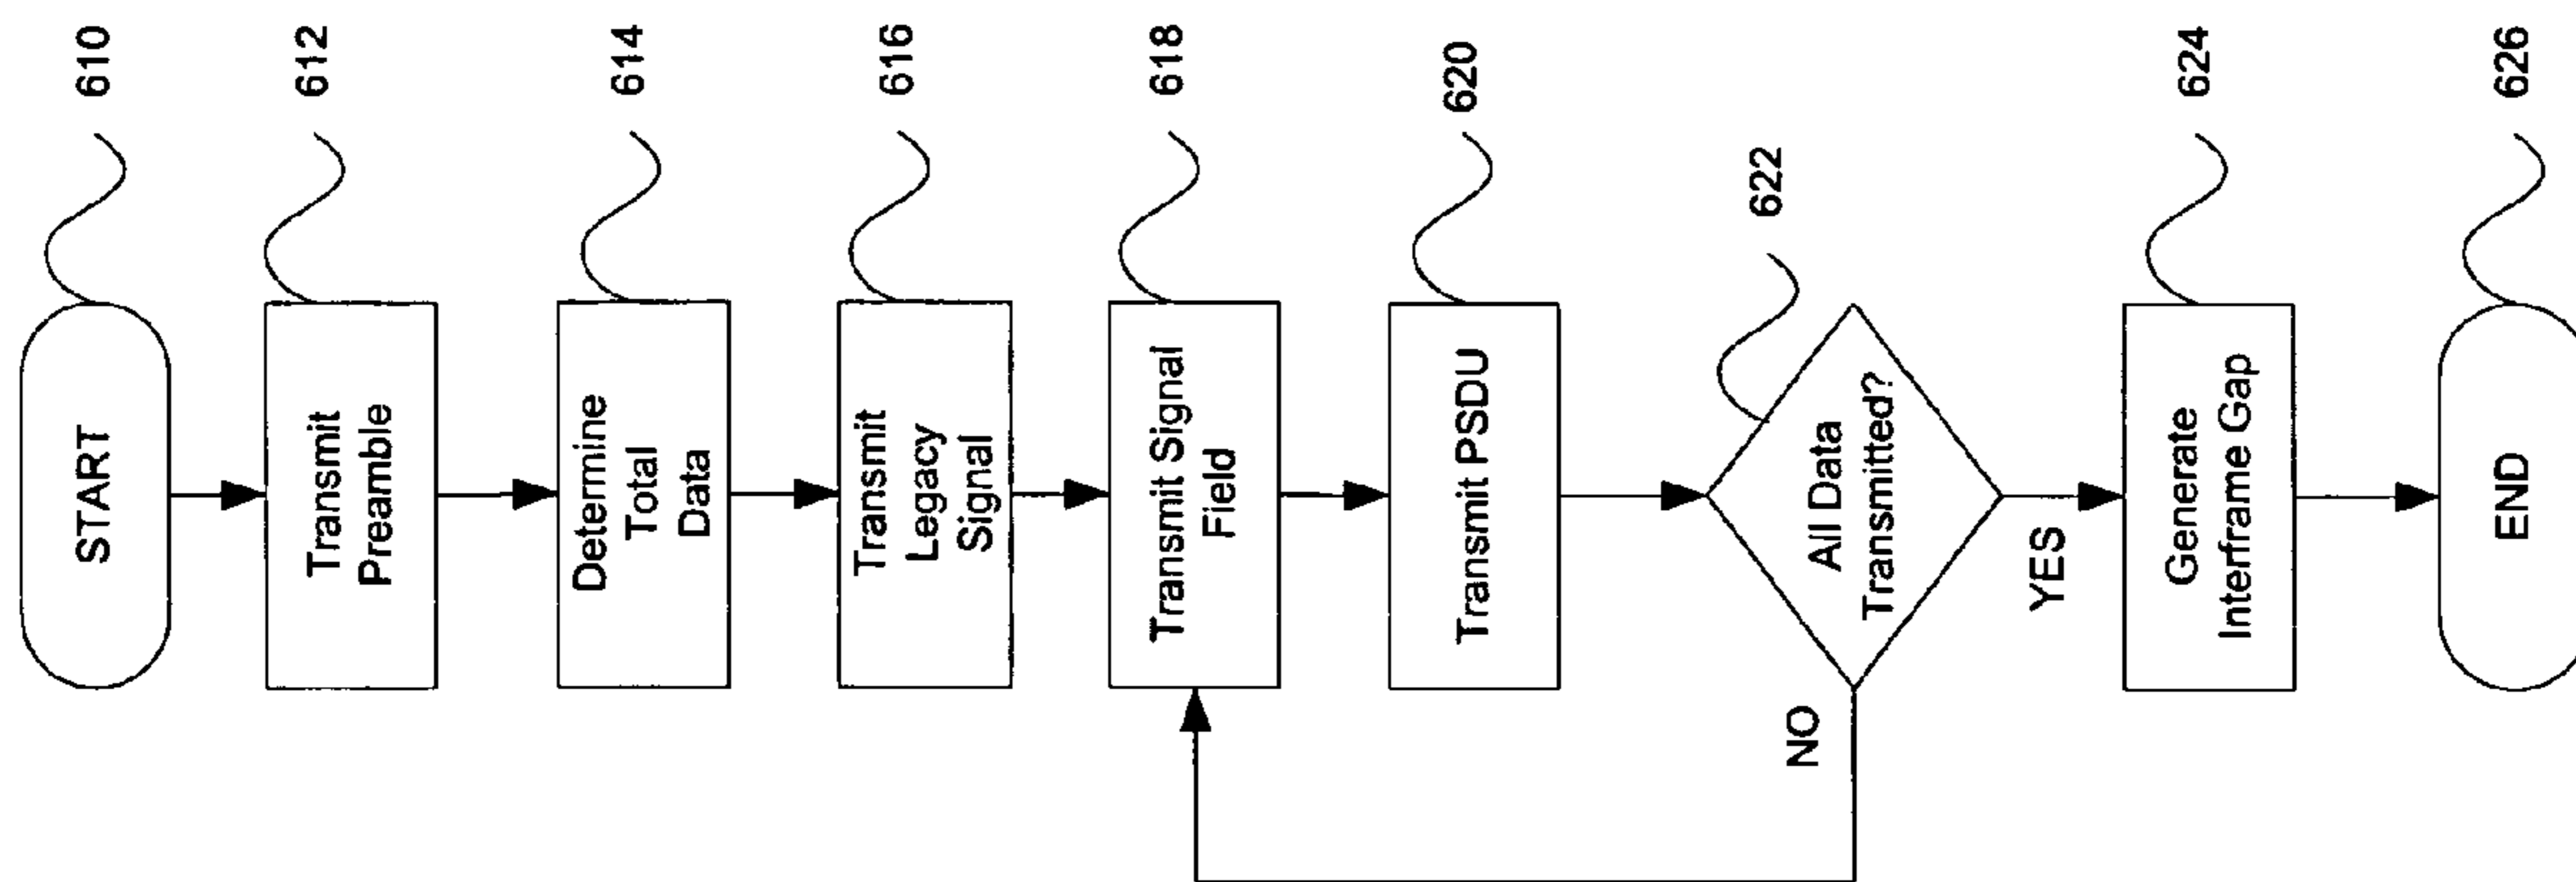 START
610
Transmit
Preamble
612
Determine
Total
Data
614
Transmit
Legacy
Signal
616
Transmit Signal
Field
618
Transmit PSDU
620
All Data
Transmitted?
622
NO
YES
Generate
Interframe Gap
624
END
626